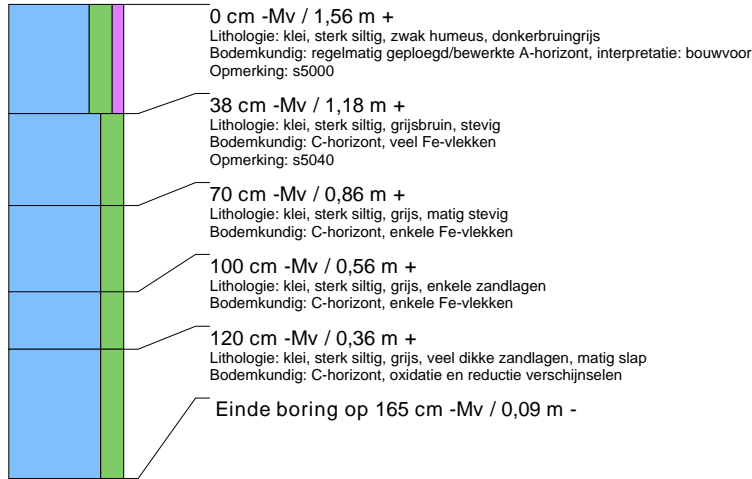 0 cm -Mv / 1,56 m +
Lithologie: klei, sterk siltig, zwak humeus, donkerbruingrijs
Bodemkundig: regelmatig geploegd/bewerkte A-horizont, interpretatie: bouwvoor
Opmerking: s5000
38 cm -Mv / 1,18 m +
Lithologie: klei, sterk siltig, grijsbruin, stevig
Bodemkundig: C-horizont, veel Fe-vlekken
Opmerking: s5040
70 cm -Mv / 0,86 m +
Lithologie: klei, sterk siltig, grijs, matig stevig
Bodemkundig: C-horizont, enkele Fe-vlekken
100 cm -Mv / 0,56 m +
Lithologie: klei, sterk siltig, grijs, enkele zandlagen
Bodemkundig: C-horizont, enkele Fe-vlekken
120 cm -Mv / 0,36 m +
Lithologie: klei, sterk siltig, grijs, veel dikke zandlagen, matig slap
Bodemkundig: C-horizont, oxidatie en reductie verschijnselen
Einde boring op 165 cm -Mv / 0,09 m -